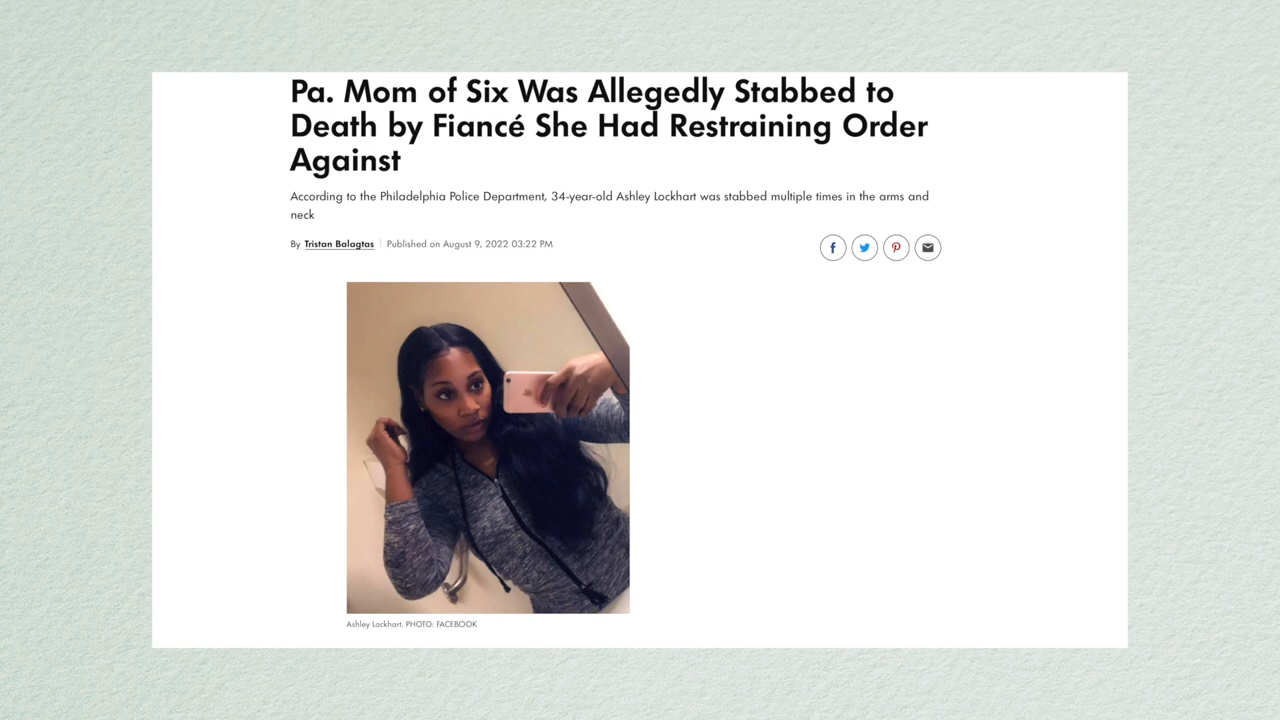 Pa. Mom of Six Was Allegedly Stabbed to
Death by Fiancé She Had Restraining Order
Against
According to the Philadelphia Police Department, 34-year-old Ashley Lockhart was stabbed multiple times in the arms and
neck
By Tristan Balagtas Published on August 9, 2022 03:22 PM
Ashley Lockhart. PHOTO: FACEBOOK